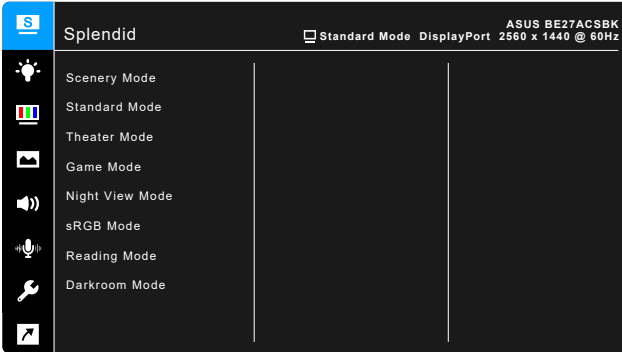 S
Splendid
ASUS BE27ACSBK
Standard Mode DisplayPort 2560 x 1440 @ 60Hz
Scenery Mode
Standard Mode
Theater Mode
Game Mode
Night View Mode
sRGB Mode
Reading Mode
Darkroom Mode